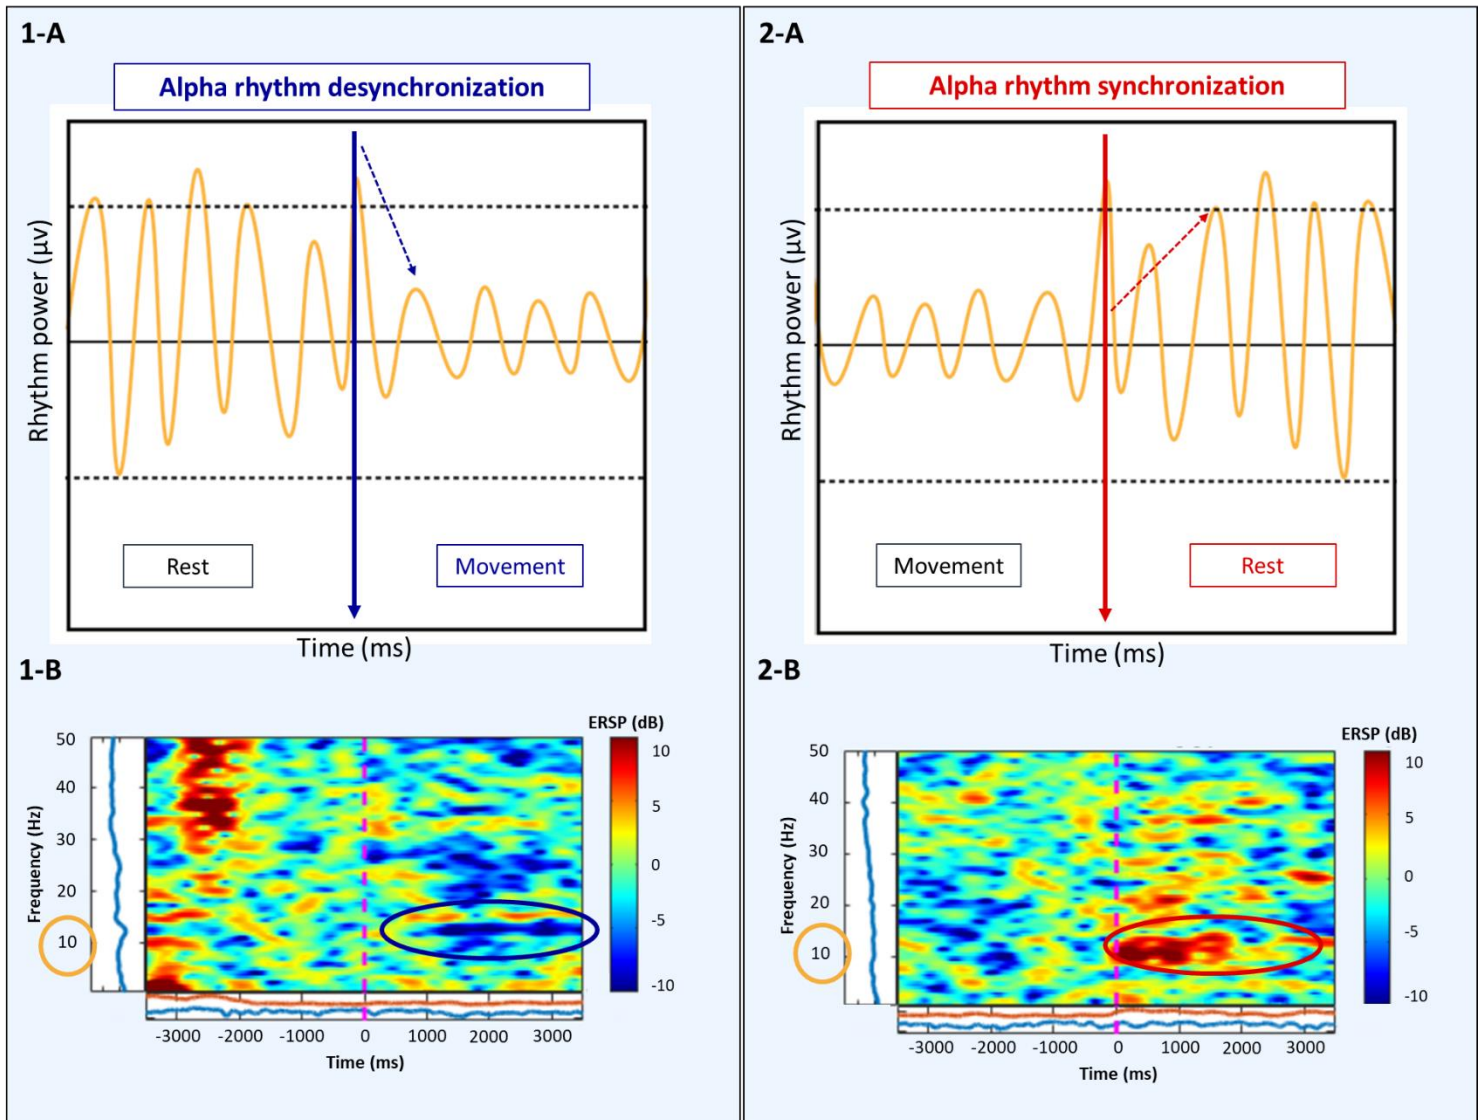 1-A
Alpha rhythm desynchronization
Rhythm power (µv)
Rest
Movement
Time (ms)
1-B
ERSP (dB)
Frequency (Hz)
50
40
30
20
10
10
5
0
-5
-10
-3000 -2000 -1000 0 1000 2000 3000
Time (ms)
2-A
Alpha rhythm synchronization
Rhythm power (µv)
Movement
Rest
Time (ms)
2-B
ERSP (dB)
Frequency (Hz)
50
40
30
20
10
10
5
0
-5
-10
-3000 -2000 -1000 0 1000 2000 3000
Time (ms)